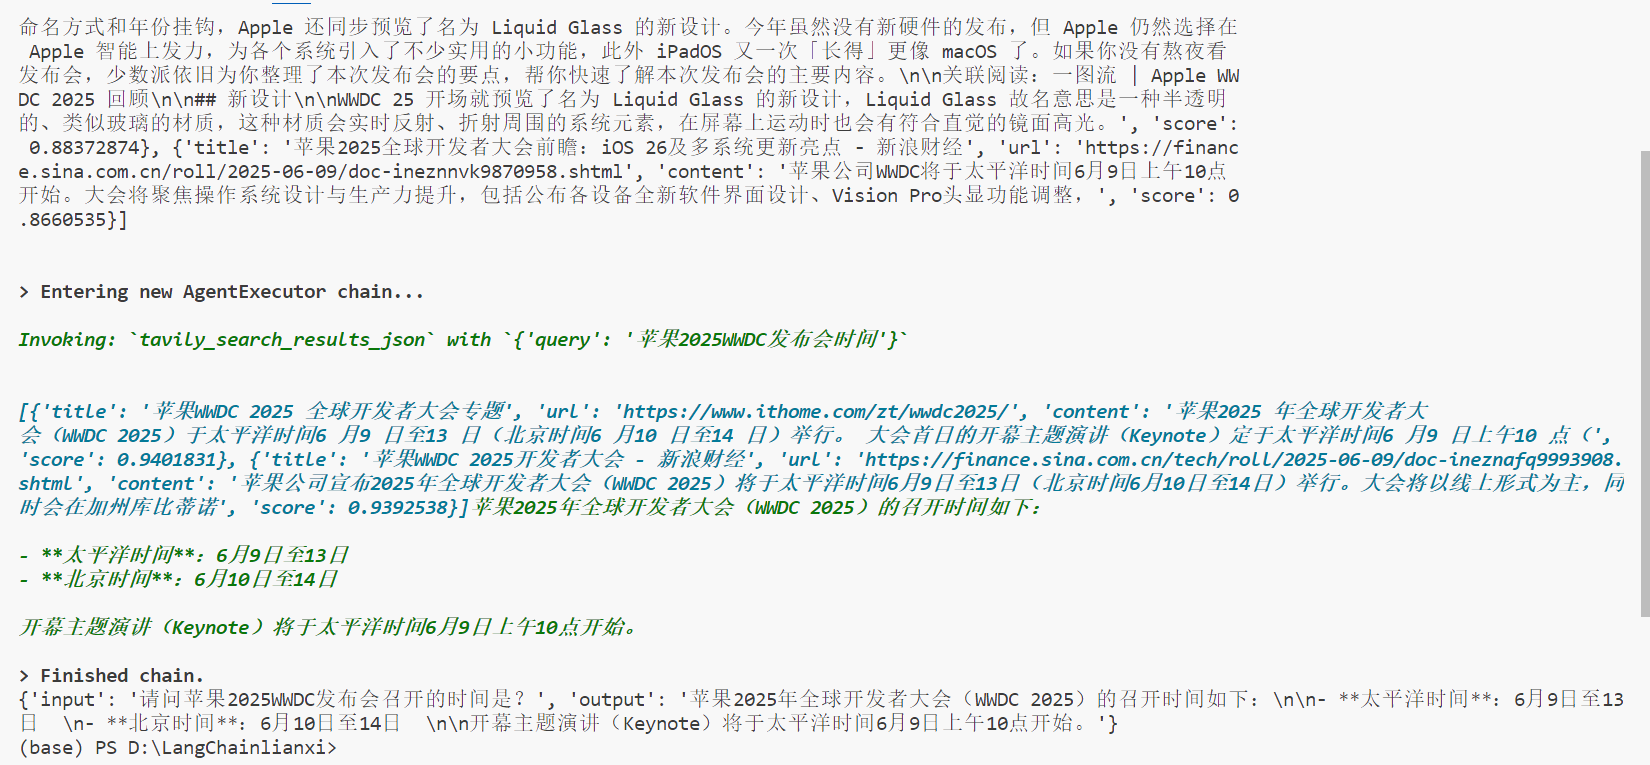 命名方式和年份挂钩，Apple 还同步预览了名为 Liquid Glass 的新设计。今年虽然没有新硬件的发布，但 Apple 仍然选择在
 Apple 智能上发力，为各个系统引入了不少实用的小功能，此外 iPadOS 又一次「长得」更像 macOS 了。如果你没有熬夜看
发布会，少数派依旧为你整理了本次发布会的要点，帮你快速了解本次发布会的主要内容。\n\n关联阅读：一图流 | Apple WW
DC 2025 回顾\n\n## 新设计\n\nWWDC 25 开场就预览了名为 Liquid Glass 的新设计，Liquid Glass 故名意思是一种半透明
的、类似玻璃的材质，这种材质会实时反射、折射周围的系统元素，在屏幕上运动时也会有符合直觉的镜面高光。', 'score':
 0.88372874}, {'title': '苹果2025全球开发者大会前瞻：iOS 26及多系统更新亮点 - 新浪财经', 'url': 'https://financ
e.sina.com.cn/roll/2025-06-09/doc-ineznnvk9870958.shtml', 'content': '苹果公司WWDC将于太平洋时间6月9日上午10点
开始。大会将聚焦操作系统设计与生产力提升，包括公布各设备全新软件界面设计、Vision Pro头显功能调整，', 'score': 0
.8660535}]
> Entering new AgentExecutor chain...
Invoking: `tavily_search_results_json` with `{'query': '苹果2025WWDC发布会时间'}`
[{'title': '苹果WWDC 2025 全球开发者大会专题', 'url': 'https://www.ithome.com/zt/wwdc2025/', 'content': '苹果2025 年全球开发者大
会（WWDC 2025）于太平洋时间6 月9 日至13 日（北京时间6 月10 日至14 日）举行。 大会首日的开幕主题演讲（Keynote）定于太平洋时间6 月9 日上午10 点（',
'score': 0.9401831}, {'title': '苹果WWDC 2025开发者大会 - 新浪财经', 'url': 'https://finance.sina.com.cn/tech/roll/2025-06-09/doc-ineznafq9993908.
shtml', 'content': '苹果公司宣布2025年全球开发者大会（WWDC 2025）将于太平洋时间6月9日至13日（北京时间6月10日至14日）举行。大会将以线上形式为主，同
时会在加州库比蒂诺', 'score': 0.9392538}]苹果2025年全球开发者大会（WWDC 2025）的召开时间如下：
- **太平洋时间**：6月9日至13日
- **北京时间**：6月10日至14日
开幕主题演讲（Keynote）将于太平洋时间6月9日上午10点开始。
> Finished chain.
{'input': '请问苹果2025WWDC发布会召开的时间是？', 'output': '苹果2025年全球开发者大会（WWDC 2025）的召开时间如下：\n\n- **太平洋时间**：6月9日至13
日  \n- **北京时间**：6月10日至14日  \n\n开幕主题演讲（Keynote）将于太平洋时间6月9日上午10点开始。'}
(base) PS D:\LangChainlianxi>